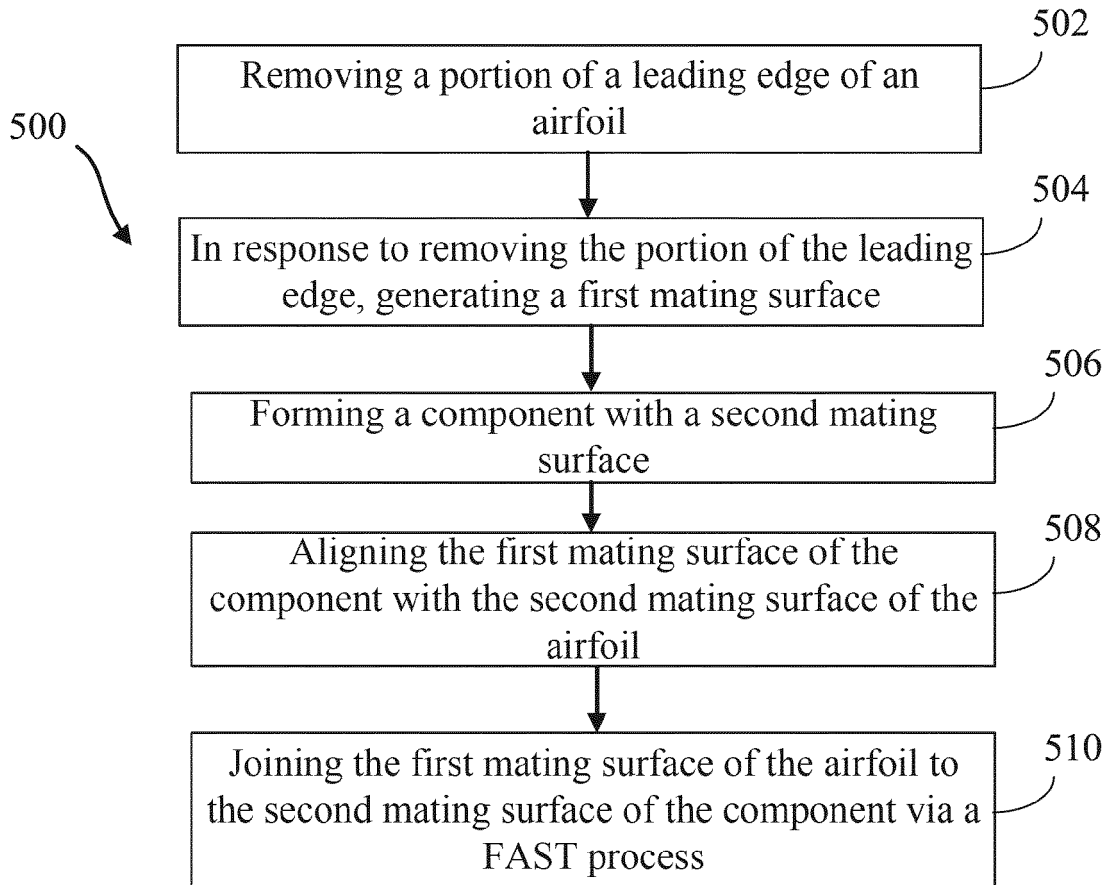 502
Removing a portion of a leading edge of an
airfoil
500
504
In response to removing the portion of the leading
edge, generating a first mating surface
506
Forming a component with a second mating
surface
508
Aligning the first mating surface of the
component with the second mating surface of the
airfoil
510
Joining the first mating surface of the airfoil to
the second mating surface of the component via a
FAST process